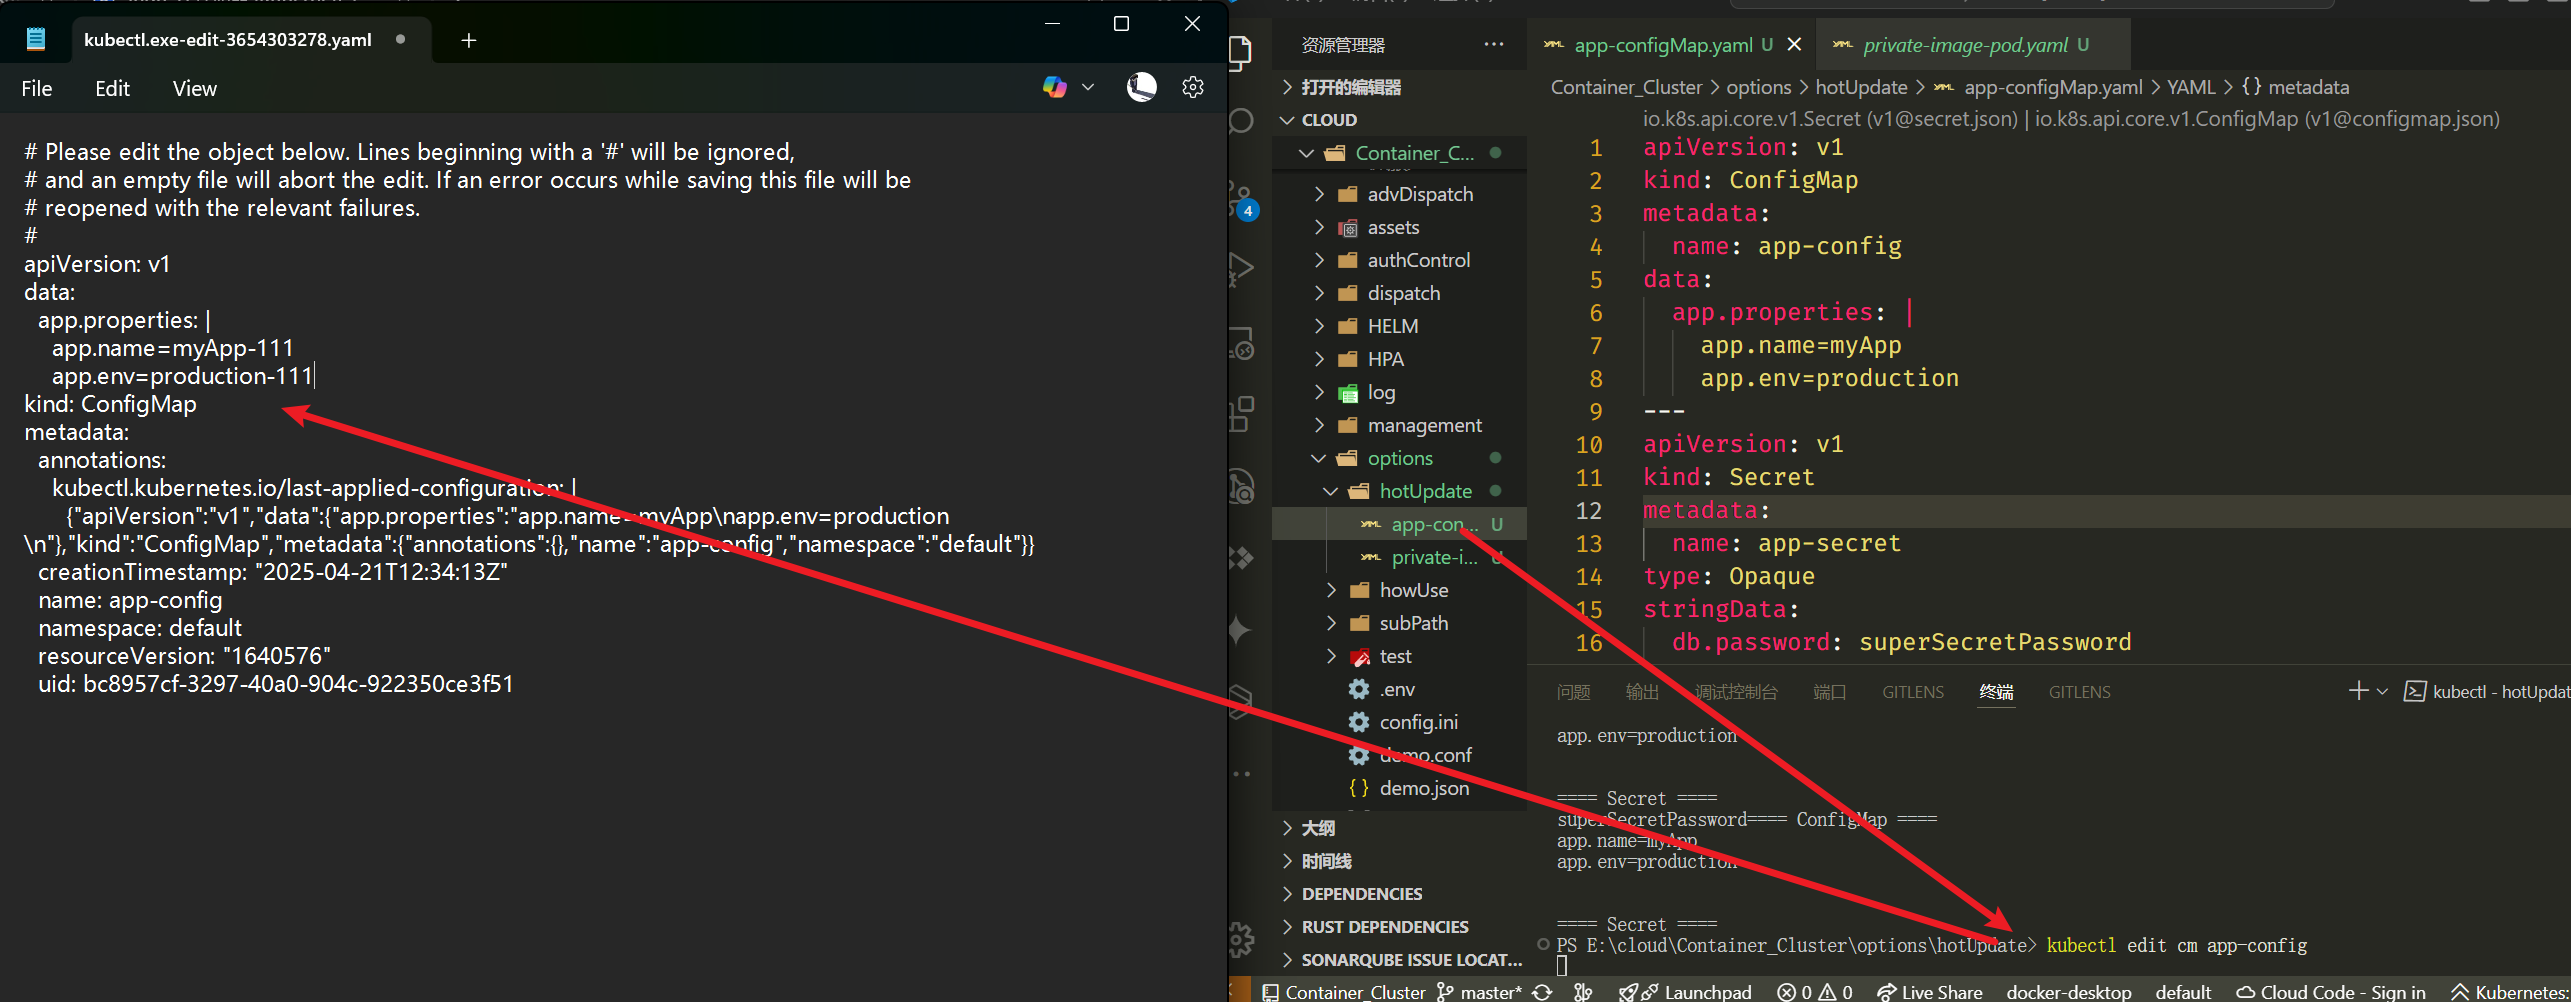 kubectl.exe-edit-3654303278.yaml
File Edit View
# Please edit the object below. Lines beginning with a '#' will be ignored,
# and an empty file will abort the edit. If an error occurs while saving this file will be
# reopened with the relevant failures.
#
apiVersion: v1
data:
app.properties: |
app.name=myApp-111
app.env=production-111
kind: ConfigMap
metadata:
annotations:
kubectl.kubernetes.io/last-applied-configuration: |
{"apiVersion":"v1","data":{"app.properties":"app.name=myApp\napp.env=production
\n"},"kind":"ConfigMap","metadata":{"annotations":{},"name":"app-config","namespace":"default"}}
creationTimestamp: "2025-04-21T12:34:13Z"
name: app-config
namespace: default
resourceVersion: "1640576"
uid: bc8957cf-3297-40a0-904c-922350ce3f51
4
资源管理器 ···
打开的编辑器
CLOUD
Container_C...
advDispatch
assets
authControl
dispatch
HELM
HPA
log
management
options
hotUpdate
app-con... U
private-i... U
howUse
subPath
test
.env
config.ini
demo.conf
demo.json
大纲
时间线
DEPENDENCIES
RUST DEPENDENCIES
SONARQUBE ISSUE LOCAT...
app-configMap.yaml U
private-image-pod.yaml U
Container_Cluster > options > hotUpdate > app-configMap.yaml > YAML > {} metadata
io.k8s.api.core.v1.Secret (v1@secret.json) | io.k8s.api.core.v1.ConfigMap (v1@configmap.json)
1 apiVersion: v1
2 kind: ConfigMap
3 metadata:
4 name: app-config
5 data:
6 app.properties: |
7 app.name=myApp
8 app.env=production
9 ---
10 apiVersion: v1
11 kind: Secret
12 metadata:
13 name: app-secret
14 type: Opaque
15 stringData:
16 db.password: superSecretPassword
问题 输出 调试控制台 端口 GITLENS 终端 GITLENS
kubectl - hotUpdat
app.env=production
==== Secret ====
superSecretPassword==== ConfigMap ====
app.name=myApp
app.env=production
==== Secret ====
PS E:\cloud\Container_Cluster\options\hotUpdate> kubectl edit cm app-config
Container_Cluster master* Launchpad 0 0 Live Share docker-desktop default Cloud Code - Sign in Kubernetes: